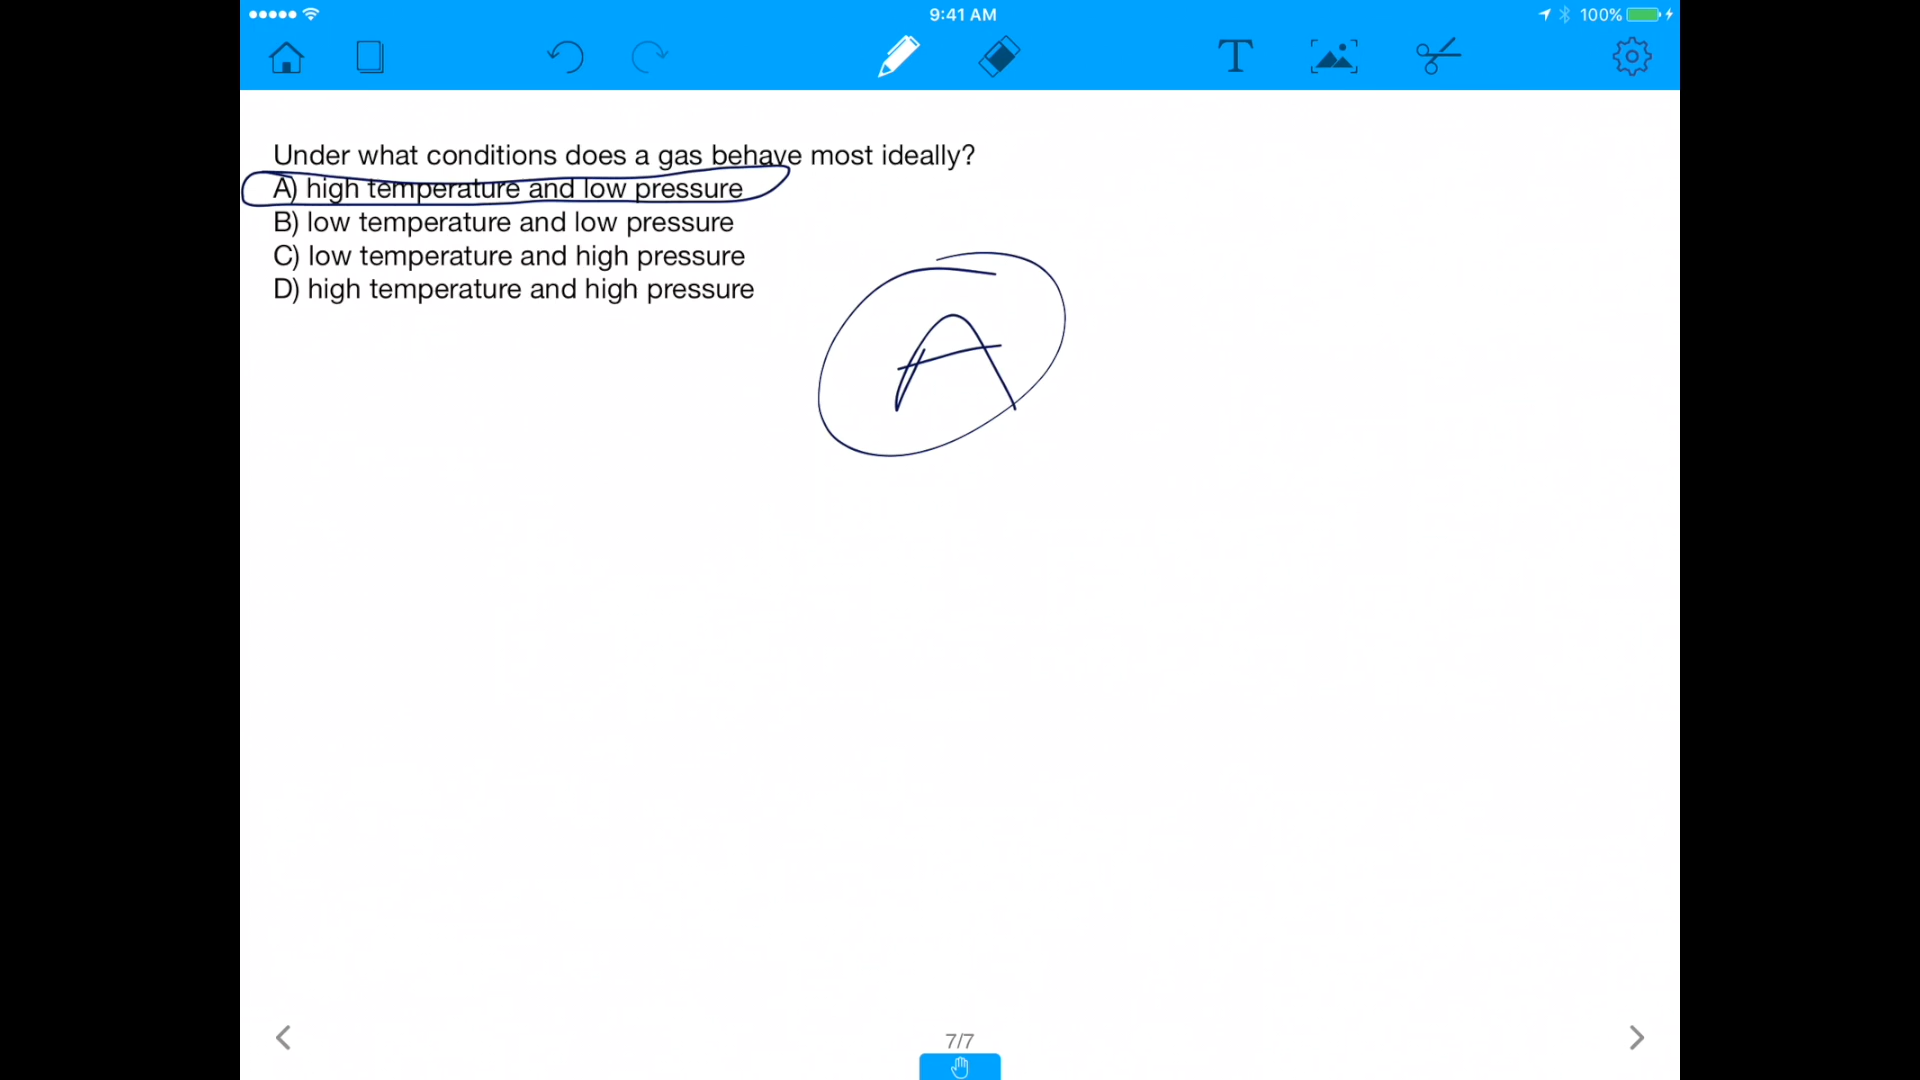 9:41 AM
100%
T
Under what conditions does a gas behave most ideally?
A) high temperature and low pressure
B) low temperature and low pressure
C) low temperature and high pressure
D) high temperature and high pressure
A
7/7